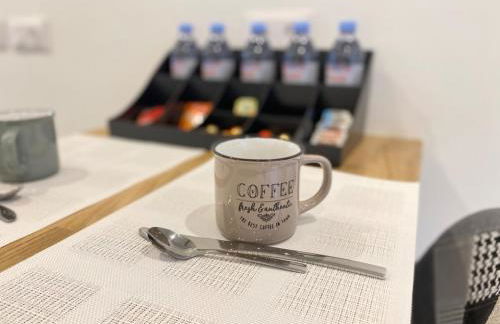 COFFEE
Fresh & authentic
THE BEST COFFEE IN TOWN